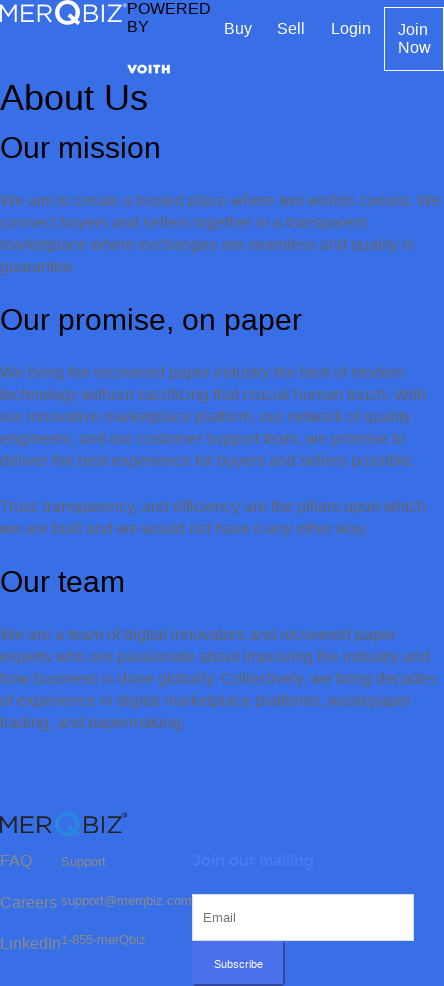 MERQBIZ®
POWERED
BY
VOITH
Buy
Sell
Login
Join
Now
About Us
Our mission
We aim to create a trusted place where two worlds coexist. We
connect buyers and sellers together in a transparent
marketplace where exchanges are seamless and quality is
guarantee.
Our promise, on paper
We bring the recovered paper industry the best of modern
technology without sacrificing that crucial human touch. With
our innovative marketplace platform, our network of quality
engineers, and our customer support team, we promise to
deliver the best experience for buyers and sellers possible.
Trust, transparency, and efficiency are the pillars upon which
we are built and we would not have it any other way.
Our team
We are a team of digital innovators and recovered paper
experts who are passionate about improving the industry and
how business is done globally. Collectively, we bring decades
of experience in digital marketplace platforms, wastepaper
trading, and papermaking.
MERQBIZ®
FAQ
Careers
LinkedIn
Support
support@merqbiz.com
1-855-merQbiz
Join our mailing
Email
Subscribe